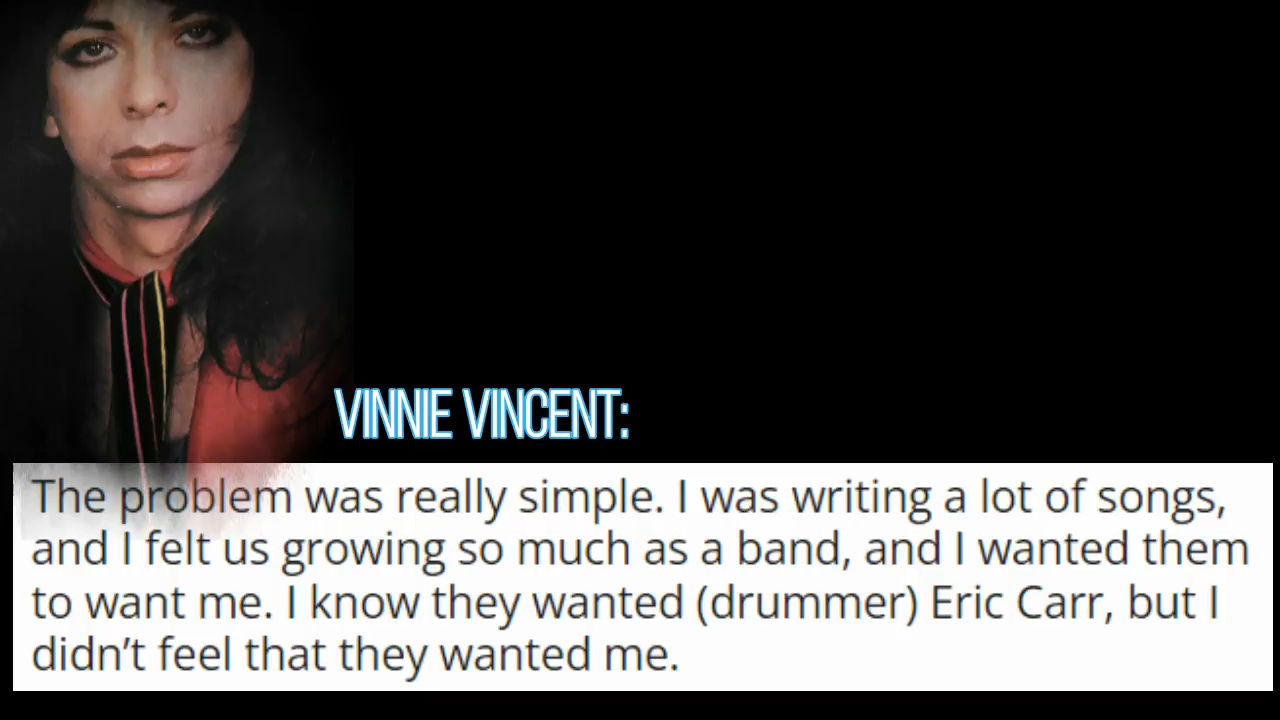 VINNIE VINCENT:
The problem was really simple. I was writing a lot of songs,
and I felt us growing so much as a band, and I wanted them
to want me. I know they wanted (drummer) Eric Carr, but I
didn’t feel that they wanted me.